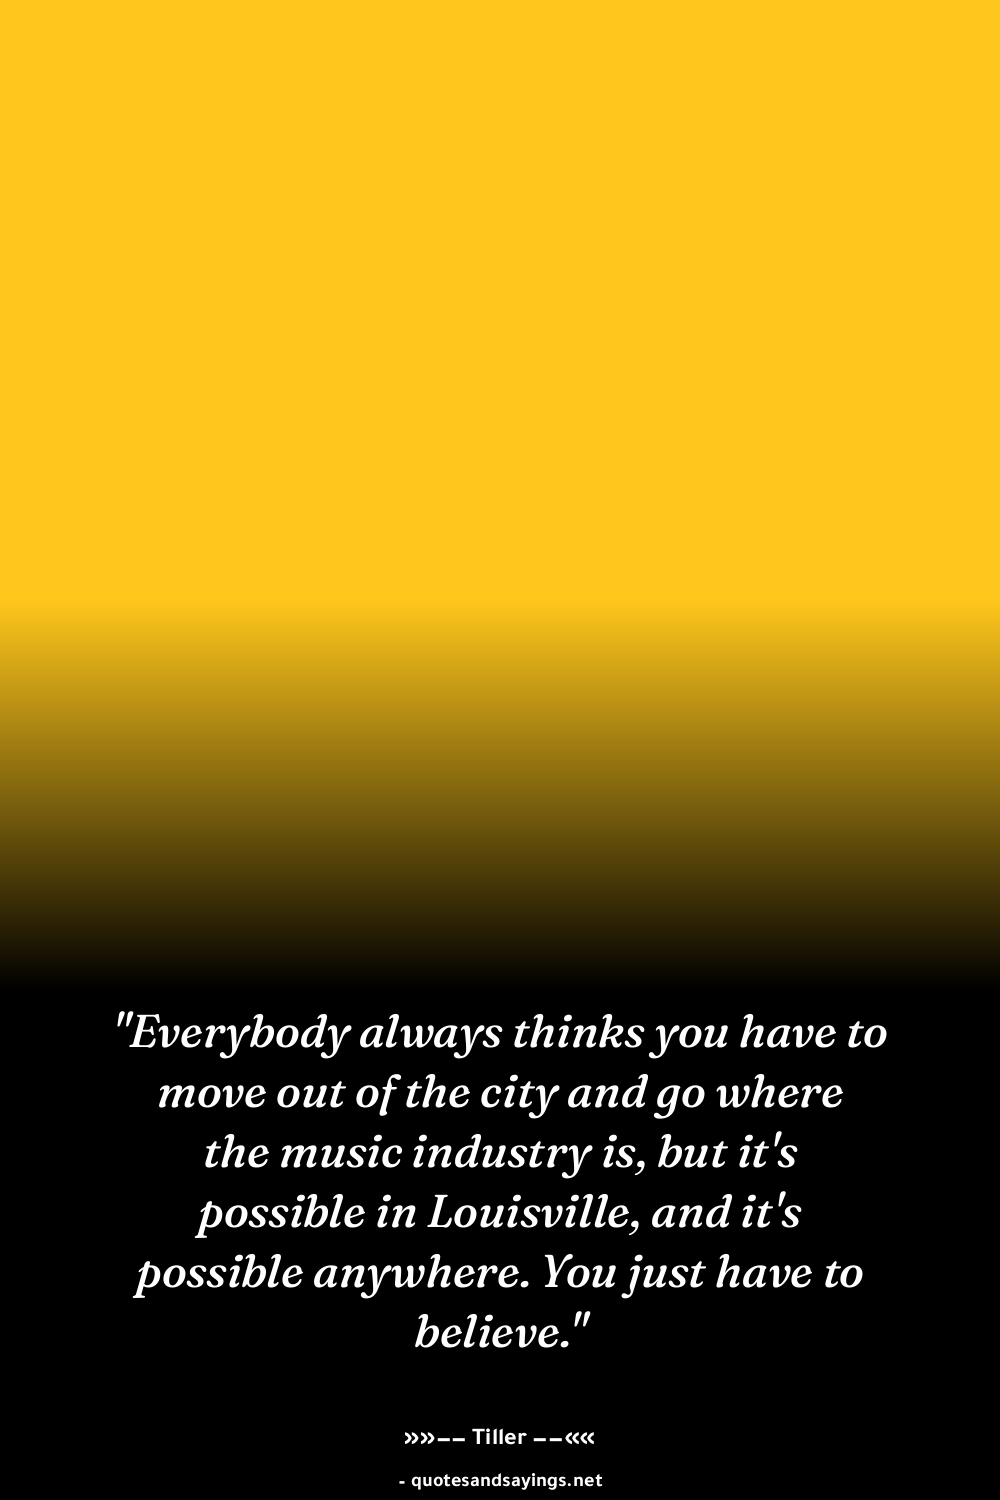 "Everybody always thinks you have to
move out of the city and go where
the music industry is, but it's
possible in Louisville, and it's
possible anywhere. You just have to
believe."
»»−− Tiller −−««
- quotesandsayings.net